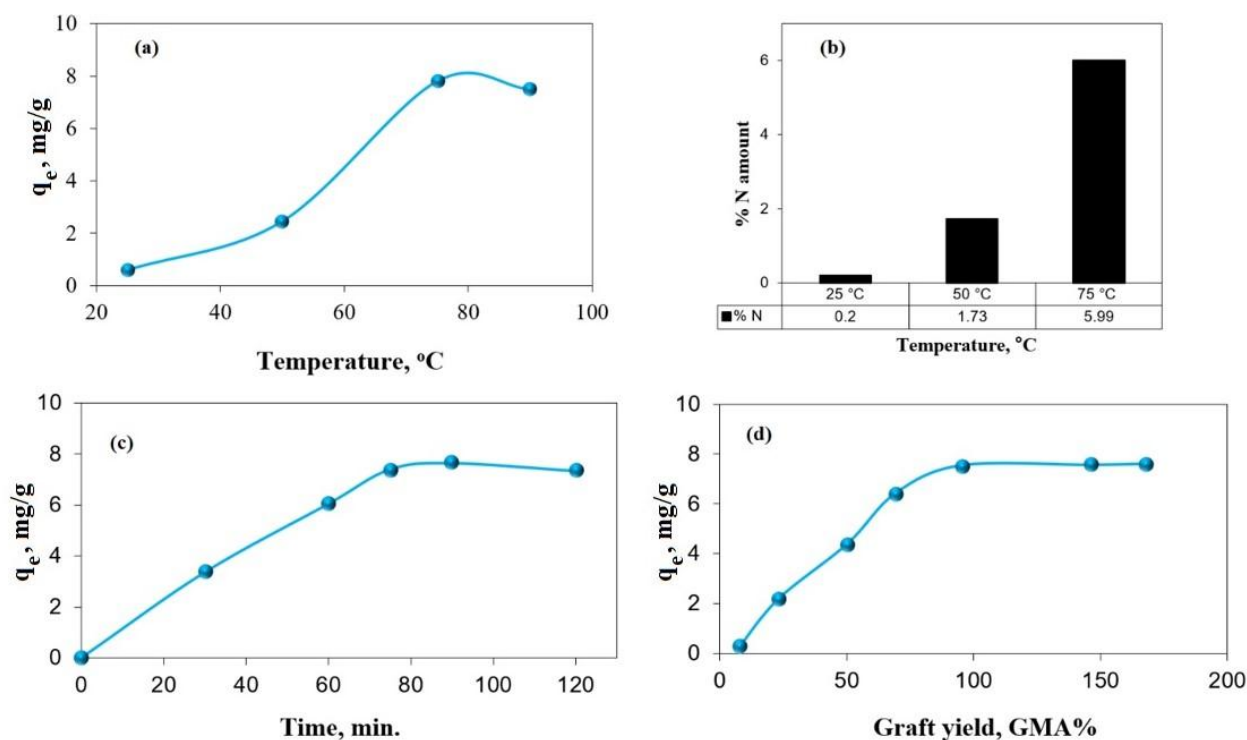 (a)
10
8
6
4
2
0
qe, mg/g
20 40 60 80 100
Temperature, °C
(b)
6
4
2
0
% N amount
25 °C 50 °C 75 °C
% N 0.2 1.73 5.99
Temperature, °C
(c)
10
8
6
4
2
0
qe, mg/g
0 20 40 60 80 100 120
Time, min.
(d)
10
8
6
4
2
0
qe, mg/g
0 50 100 150 200
Graft yield, GMA%